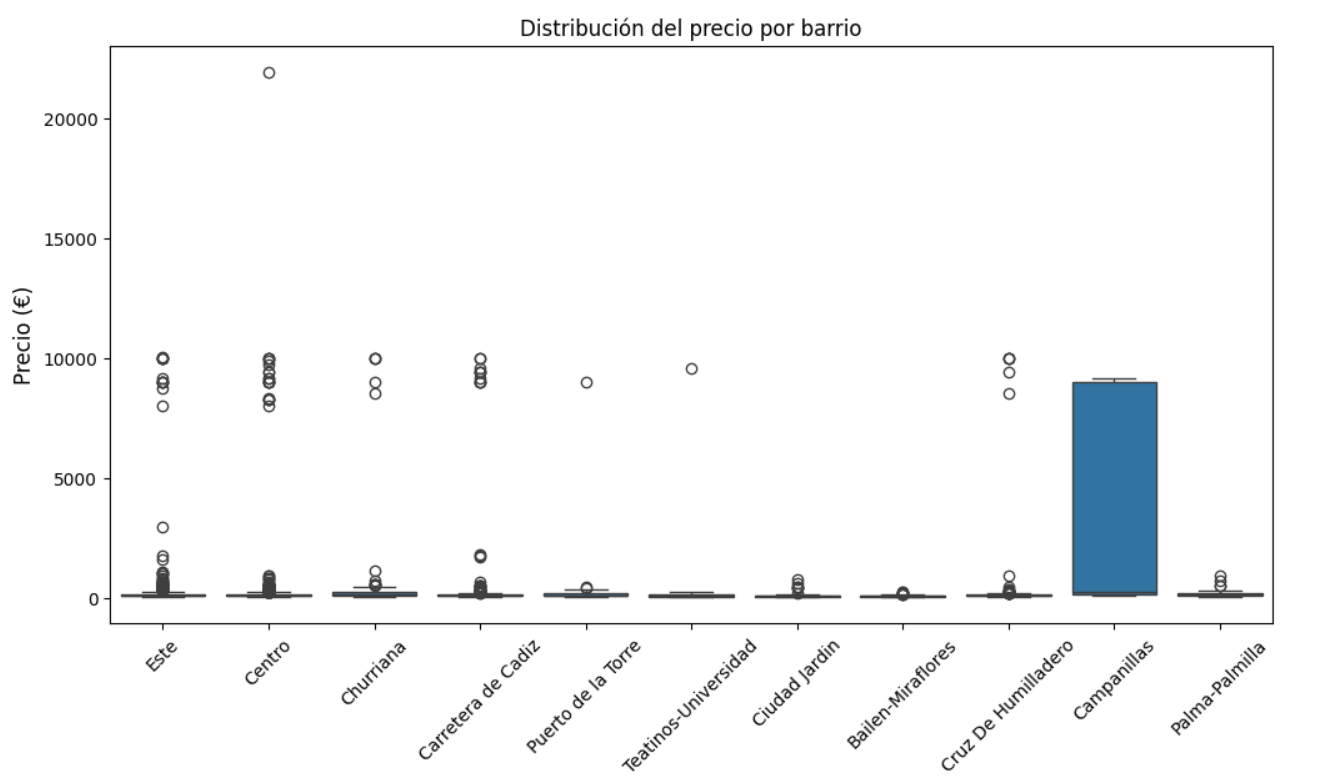 Distribución del precio por barrio
Precio (€)
20000
15000
10000
5000
0
Este
Centro
Churriana
Carretera de Cadiz
Puerto de la Torre
Teatinos-Universidad
Ciudad Jardin
Bailen-Miraflores
Cruz De Humilladero
Campanillas
Palma-Palmilla